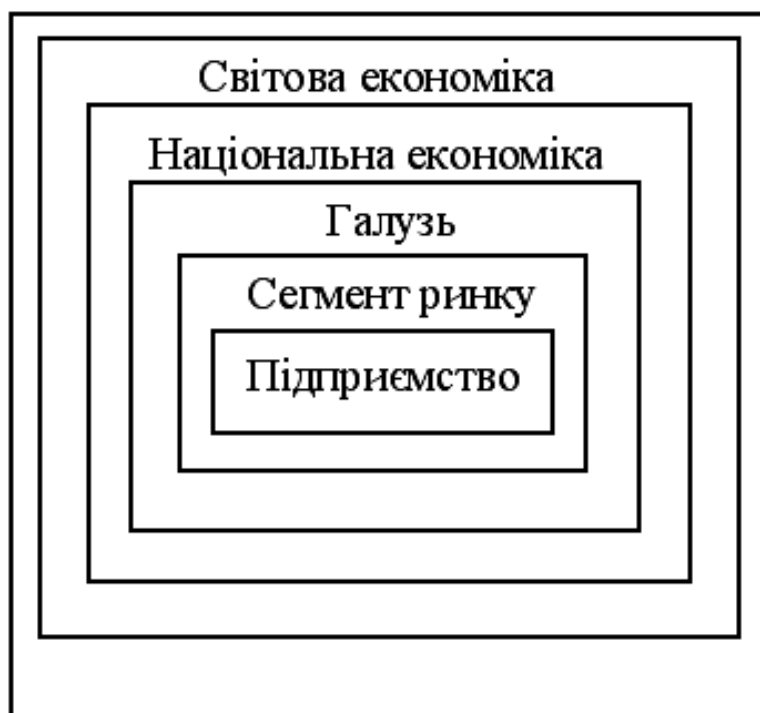 Світова економіка
Національна економіка
Галузь
Сегмент ринку
Підприємство